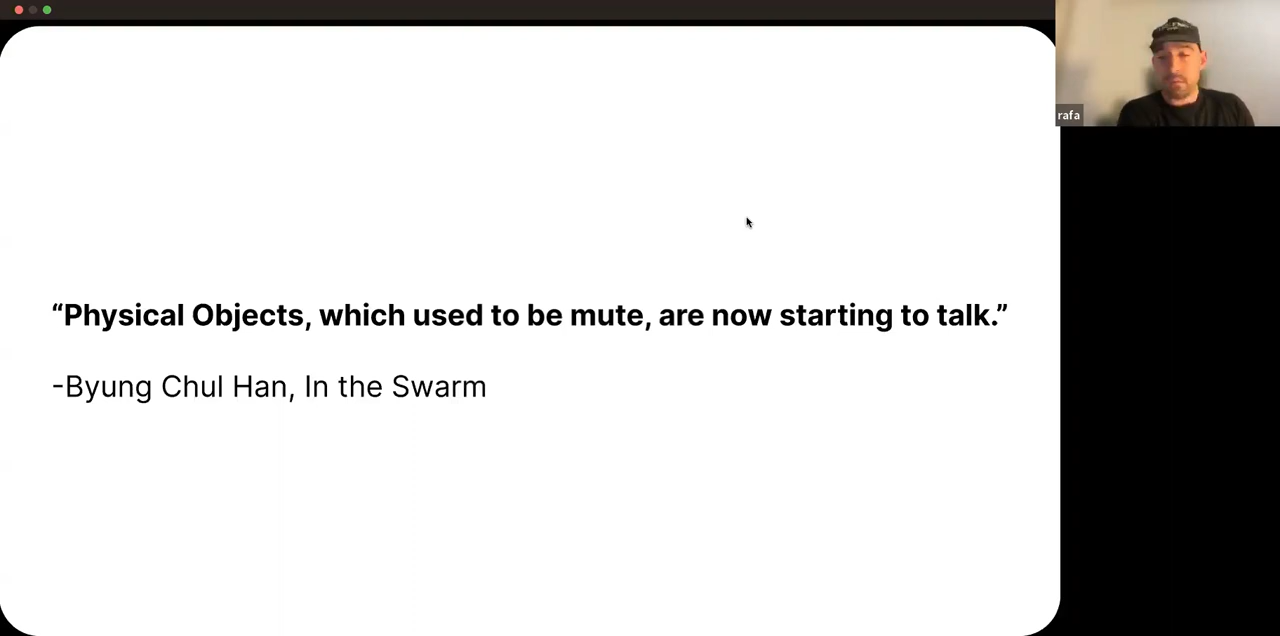 “Physical Objects, which used to be mute, are now starting to talk.”
-Byung Chul Han, In the Swarm
rafa